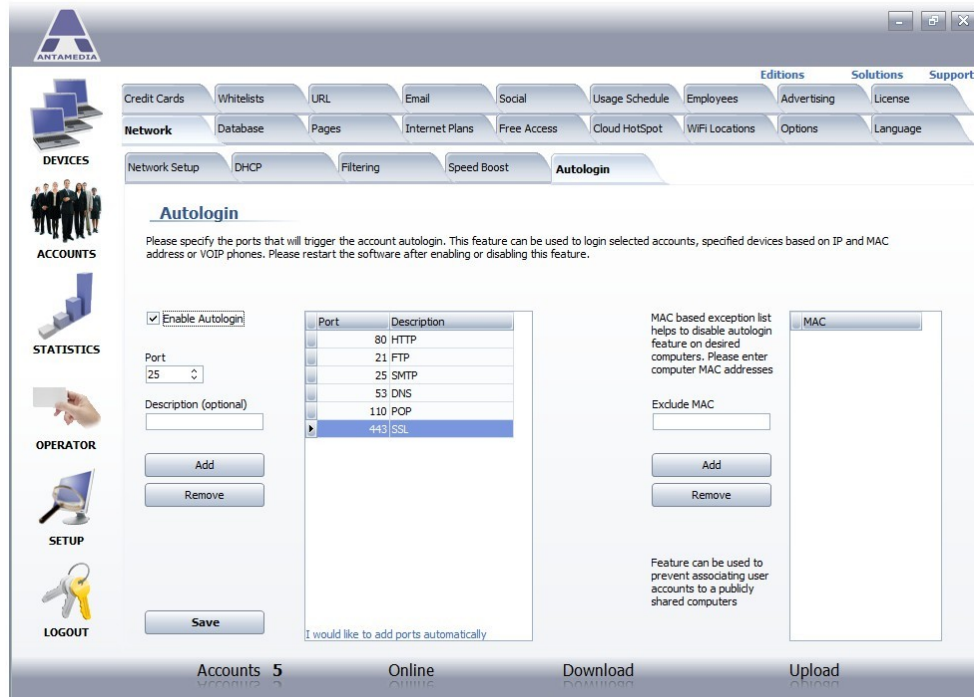 ANTAMEDIA
Editions Solutions Support
Credit Cards Whitelists URL Email Social Usage Schedule Employees Advertising License
Network Database Pages Internet Plans Free Access Cloud HotSpot WiFi Locations Options Language
Network Setup DHCP Filtering Speed Boost Autologin
DEVICES
ACCOUNTS
STATISTICS
OPERATOR
SETUP
LOGOUT
Autologin
Please specify the ports that will trigger the account autologin. This feature can be used to login selected accounts, specified devices based on IP and MAC
address or VOIP phones. Please restart the software after enabling or disabling this feature.
Enable Autologin
Port
25
Description (optional)
Add
Remove
Save
Port Description
80 HTTP
21 FTP
25 SMTP
53 DNS
110 POP
443 SSL
I would like to add ports automatically
MAC based exception list
helps to disable autologin
feature on desired
computers. Please enter
computer MAC addresses
Exclude MAC
Add
Remove
Feature can be used to
prevent associating user
accounts to a publicly
shared computers
MAC
Accounts 5 Online Download Upload